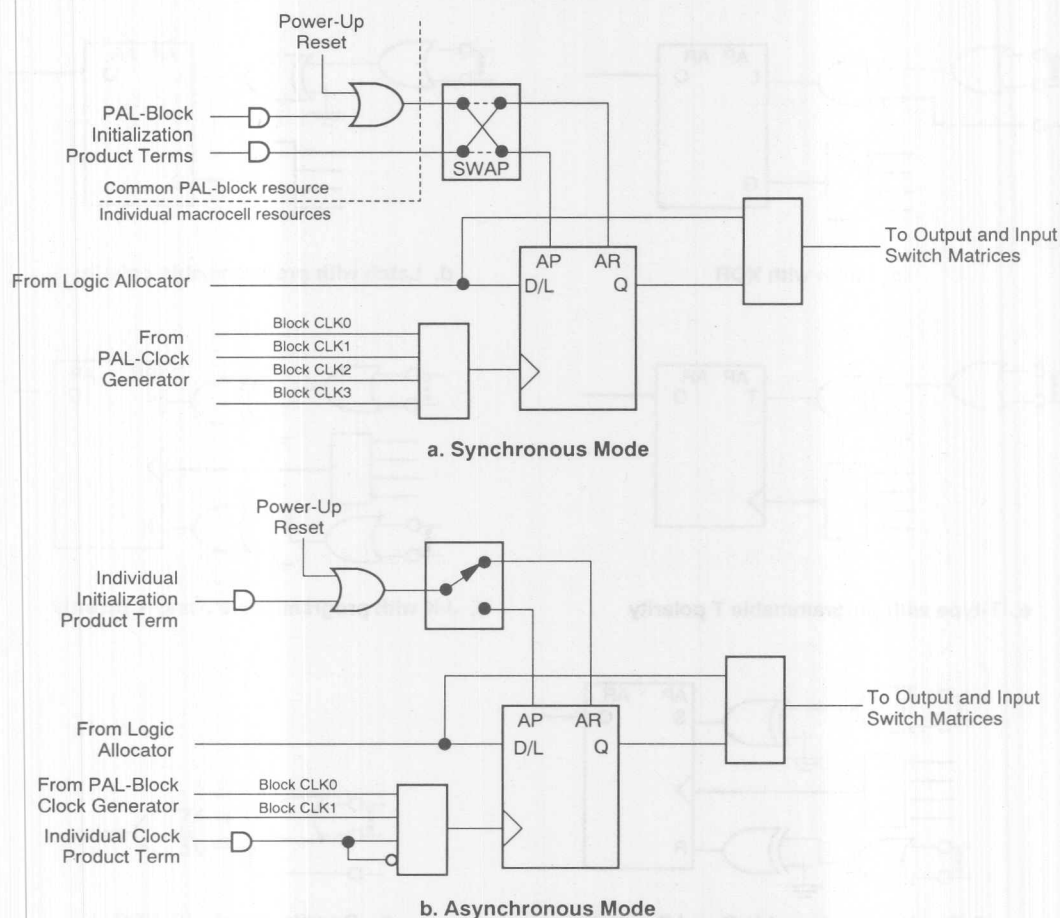 Power-Up
Reset
PAL-Block
Initialization
Product Terms
SWAP
Common PAL-block resource
Individual macrocell resources
AP AR
D/L Q
From Logic Allocator
To Output and Input
Switch Matrices
From
PAL-Clock
Generator
Block CLK0
Block CLK1
Block CLK2
Block CLK3
a. Synchronous Mode
Power-Up
Reset
Individual
Initialization
Product Term
AP AR
D/L Q
From Logic
Allocator
To Output and Input
Switch Matrices
From PAL-Block
Clock Generator
Block CLK0
Block CLK1
Individual Clock
Product Term
b. Asynchronous Mode